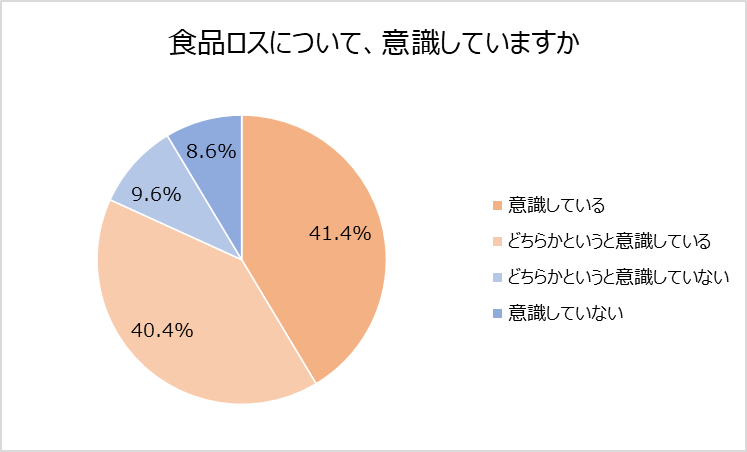 食品ロスについて、意識していますか
8.6%
9.6%
41.4%
40.4%
意識している
どちらかというと意識している
どちらかというと意識していない
意識していない